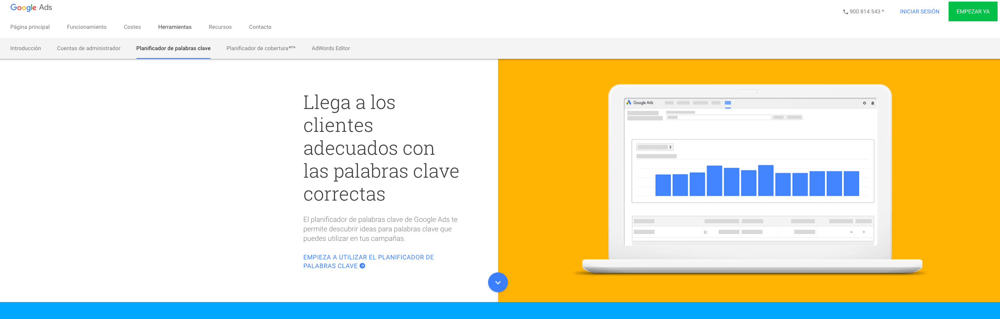 Google Ads
900 814 543 *
INICIAR SESIÓN
EMPEZAR YA
Página principal
Funcionamiento
Costes
Herramientas
Recursos
Contacto
Introducción
Cuentas de administrador
Planificador de palabras clave
Planificador de coberturaBETA
AdWords Editor
Llega a los
clientes
adecuados con
las palabras clave
correctas
El planificador de palabras clave de Google Ads te
permite descubrir ideas para palabras clave que
puedes utilizar en tus campañas.
EMPIEZA A UTILIZAR EL PLANIFICADOR DE
PALABRAS CLAVE
Google Ads